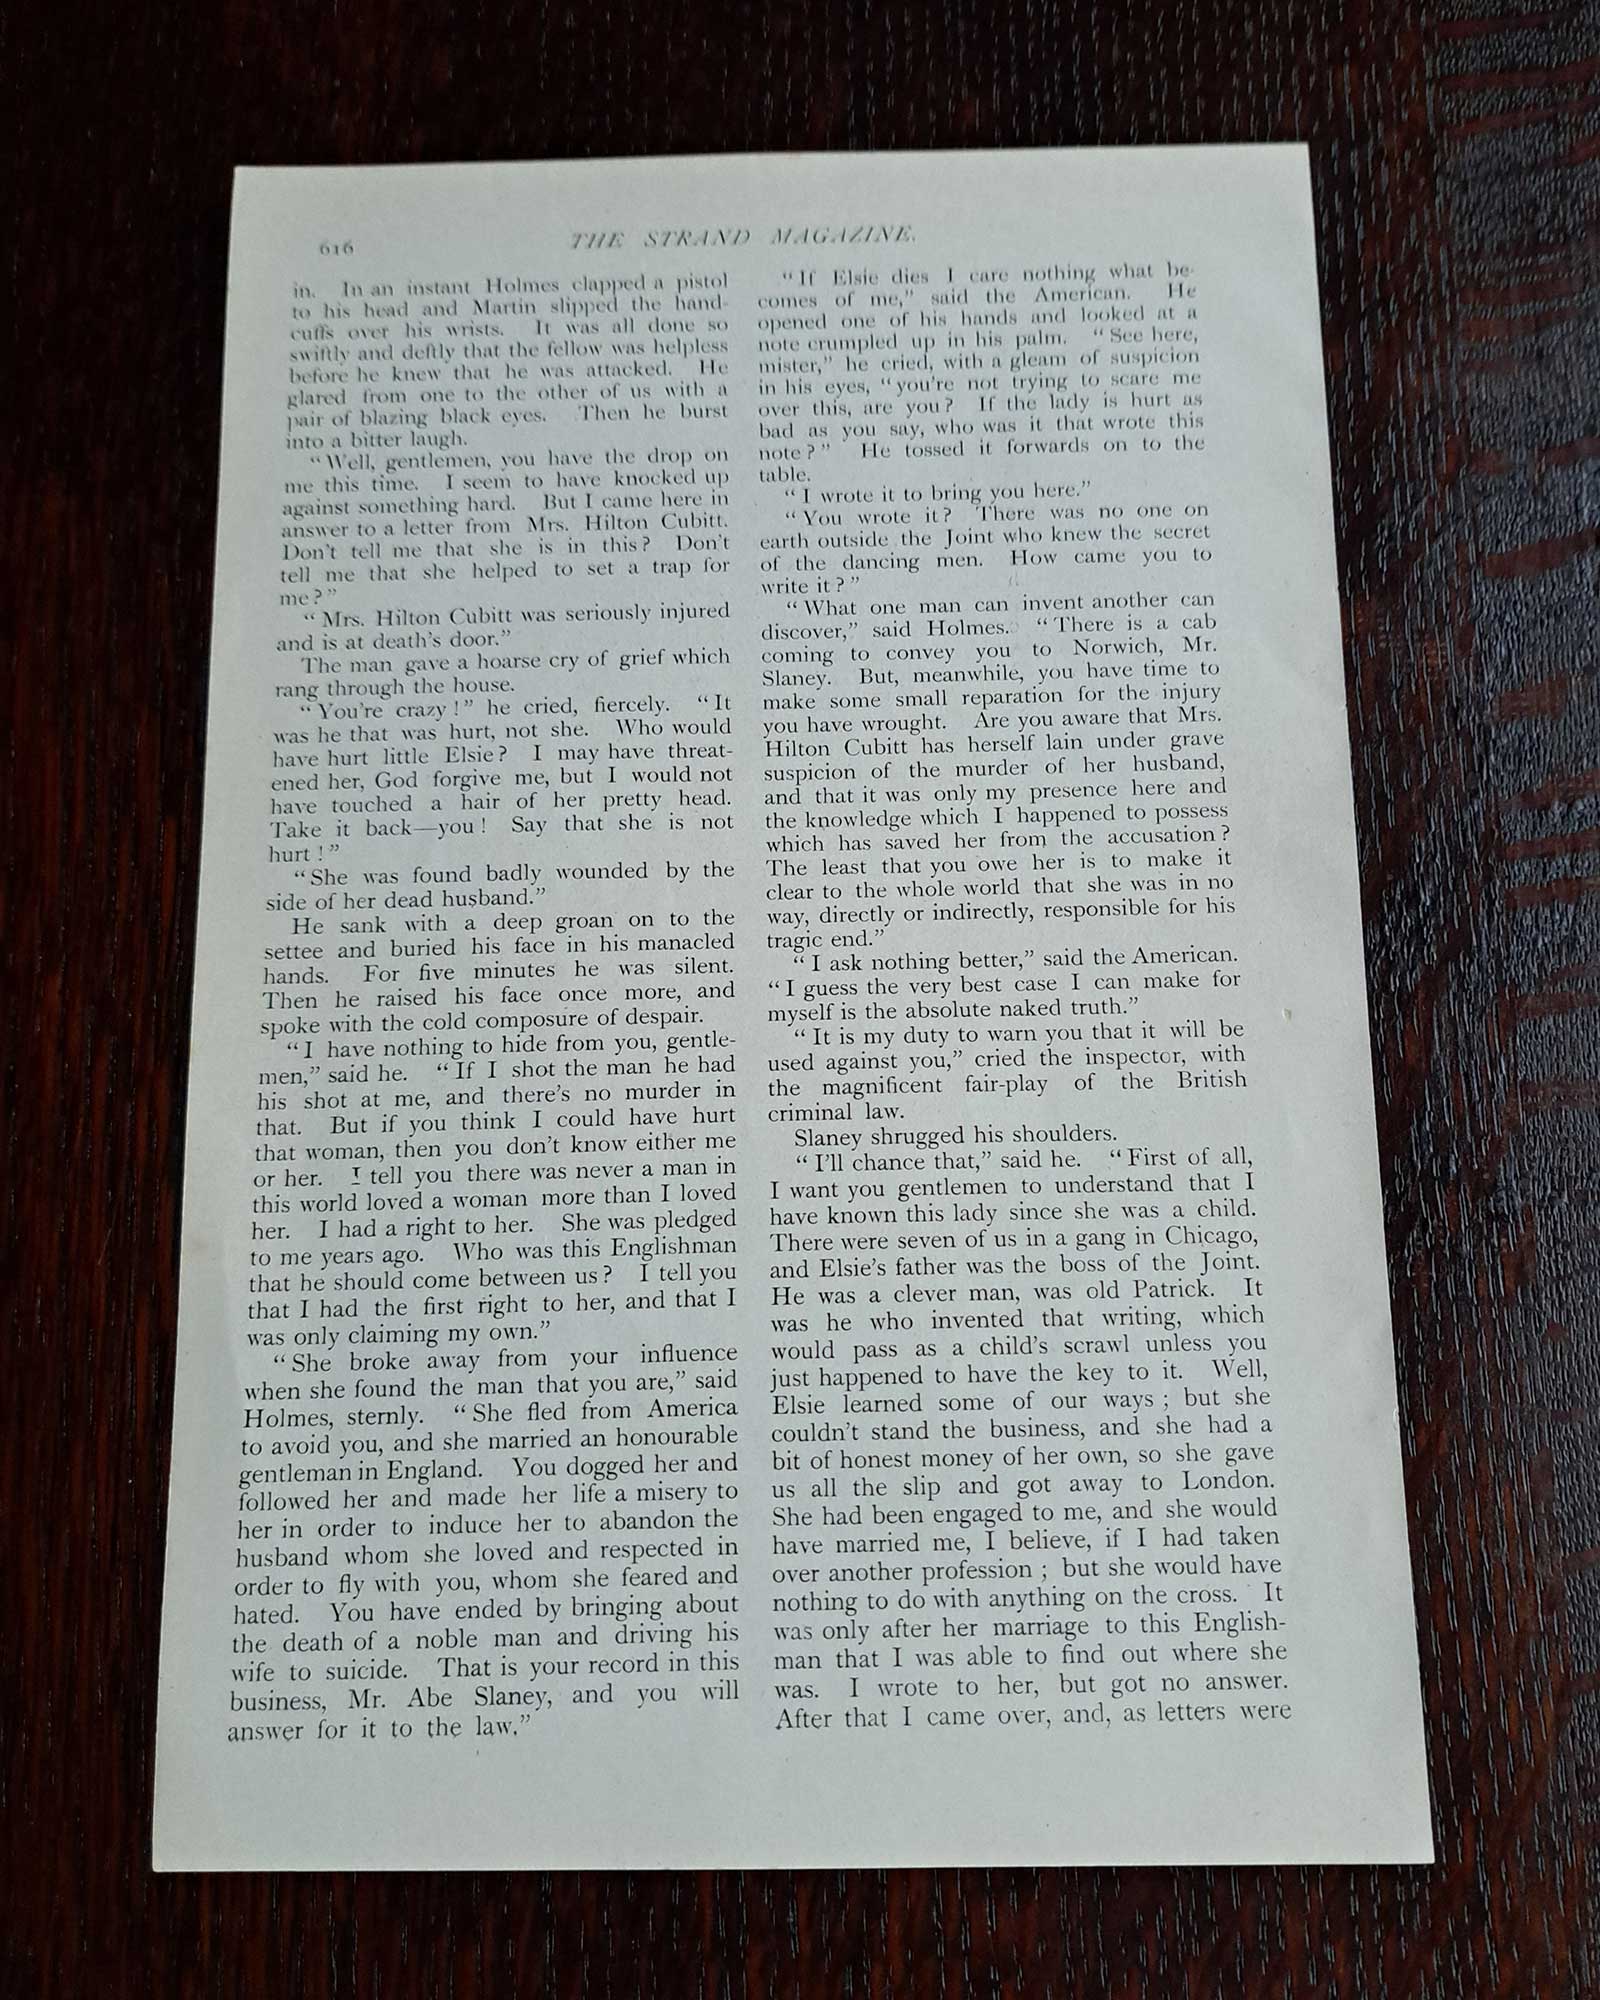 616
THE STRAND MAGAZINE.
in. In an instant Holmes clapped a pistol
to his head and Martin slipped the hand-
cuffs over his wrists. It was all done so
swiftly and deftly that the fellow was helpless
before he knew that he was attacked. He
glared from one to the other of us with a
pair of blazing black eyes. Then he burst
into a bitter laugh.
“Well, gentlemen, you have the drop on
me this time. I seem to have knocked up
against something hard. But I came here in
answer to a letter from Mrs. Hilton Cubitt.
Don’t tell me that she is in this? Don’t
tell me that she helped to set a trap for
me?”
“Mrs. Hilton Cubitt was seriously injured
and is at death’s door.”
The man gave a hoarse cry of grief which
rang through the house.
“You’re crazy!” he cried, fiercely. “It
was he that was hurt, not she. Who would
have hurt little Elsie? I may have threat-
ened her, God forgive me, but I would not
have touched a hair of her pretty head.
Take it back—you! Say that she is not
hurt!”
“She was found badly wounded by the
side of her dead husband.”
He sank with a deep groan on to the
settee and buried his face in his manacled
hands. For five minutes he was silent.
Then he raised his face once more, and
spoke with the cold composure of despair.
“I have nothing to hide from you, gentle-
men,” said he. “If I shot the man he had
his shot at me, and there’s no murder in
that. But if you think I could have hurt
that woman, then you don’t know either me
or her. I tell you there was never a man in
this world loved a woman more than I loved
her. I had a right to her. She was pledged
to me years ago. Who was this Englishman
that he should come between us? I tell you
that I had the first right to her, and that I
was only claiming my own.”
“She broke away from your influence
when she found the man that you are,” said
Holmes, sternly. “She fled from America
to avoid you, and she married an honourable
gentleman in England. You dogged her and
followed her and made her life a misery to
her in order to induce her to abandon the
husband whom she loved and respected in
order to fly with you, whom she feared and
hated. You have ended by bringing about
the death of a noble man and driving his
wife to suicide. That is your record in this
business, Mr. Abe Slaney, and you will
answer for it to the law.”
“If Elsie dies I care nothing what be-
comes of me,” said the American. He
opened one of his hands and looked at a
note crumpled up in his palm. “See here,
mister,” he cried, with a gleam of suspicion
in his eyes, “you’re not trying to scare me
over this, are you? If the lady is hurt as
bad as you say, who was it that wrote this
note?” He tossed it forwards on to the
table.
“I wrote it to bring you here.”
“You wrote it? There was no one on
earth outside the Joint who knew the secret
of the dancing men. How came you to
write it?”
“What one man can invent another can
discover,” said Holmes. “There is a cab
coming to convey you to Norwich, Mr.
Slaney. But, meanwhile, you have time to
make some small reparation for the injury
you have wrought. Are you aware that Mrs.
Hilton Cubitt has herself lain under grave
suspicion of the murder of her husband,
and that it was only my presence here and
the knowledge which I happened to possess
which has saved her from the accusation?
The least that you owe her is to make it
clear to the whole world that she was in no
way, directly or indirectly, responsible for his
tragic end.”
“I ask nothing better,” said the American.
“I guess the very best case I can make for
myself is the absolute naked truth.”
“It is my duty to warn you that it will be
used against you,” cried the inspector, with
the magnificent fair-play of the British
criminal law.
Slaney shrugged his shoulders.
“I’ll chance that,” said he. “First of all,
I want you gentlemen to understand that I
have known this lady since she was a child.
There were seven of us in a gang in Chicago,
and Elsie’s father was the boss of the Joint.
He was a clever man, was old Patrick. It
was he who invented that writing, which
would pass as a child’s scrawl unless you
just happened to have the key to it. Well,
Elsie learned some of our ways; but she
couldn’t stand the business, and she had a
bit of honest money of her own, so she gave
us all the slip and got away to London.
She had been engaged to me, and she would
have married me, I believe, if I had taken
over another profession; but she would have
nothing to do with anything on the cross. It
was only after her marriage to this English-
man that I was able to find out where she
was. I wrote to her, but got no answer.
After that I came over, and, as letters were